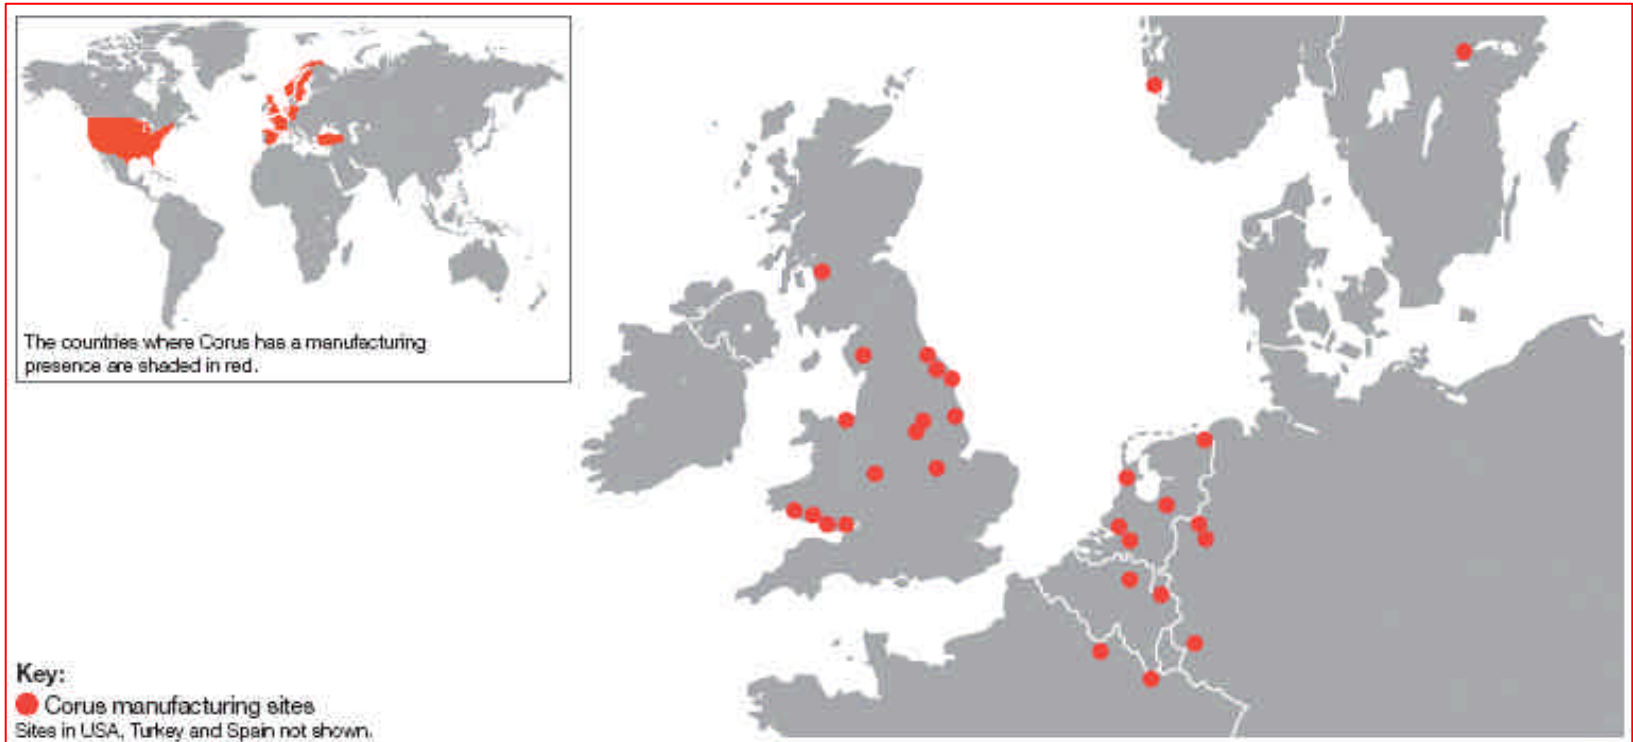 The countries where Corus has a manufacturing
presence are shaded in red.
Key:
Corus manufacturing sites
Sites in USA, Turkey and Spain not shown.